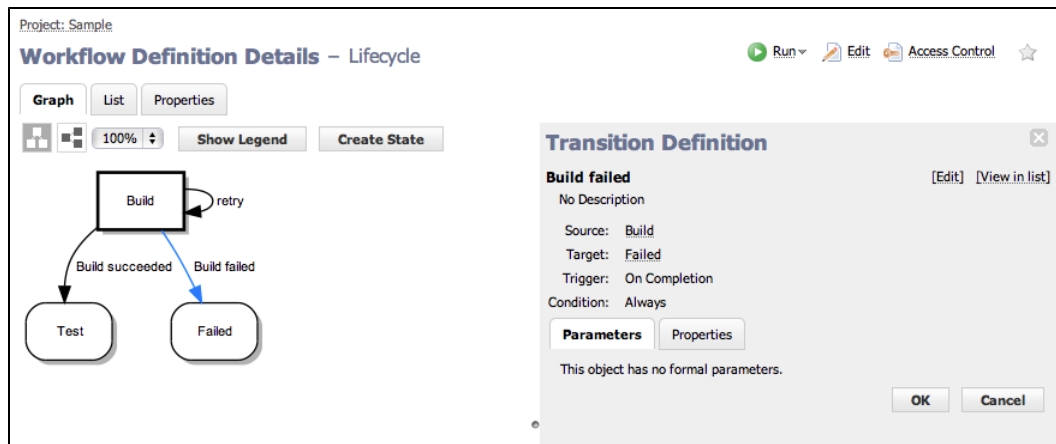 Project: Sample
Workflow Definition Details – Lifecycle
Run Edit Access Control
Graph List Properties
100% Show Legend Create State
Build
retry
Build succeeded Build failed
Test Failed
Transition Definition
Build failed [Edit] [View in list]
No Description
Source: Build
Target: Failed
Trigger: On Completion
Condition: Always
Parameters Properties
This object has no formal parameters.
OK Cancel